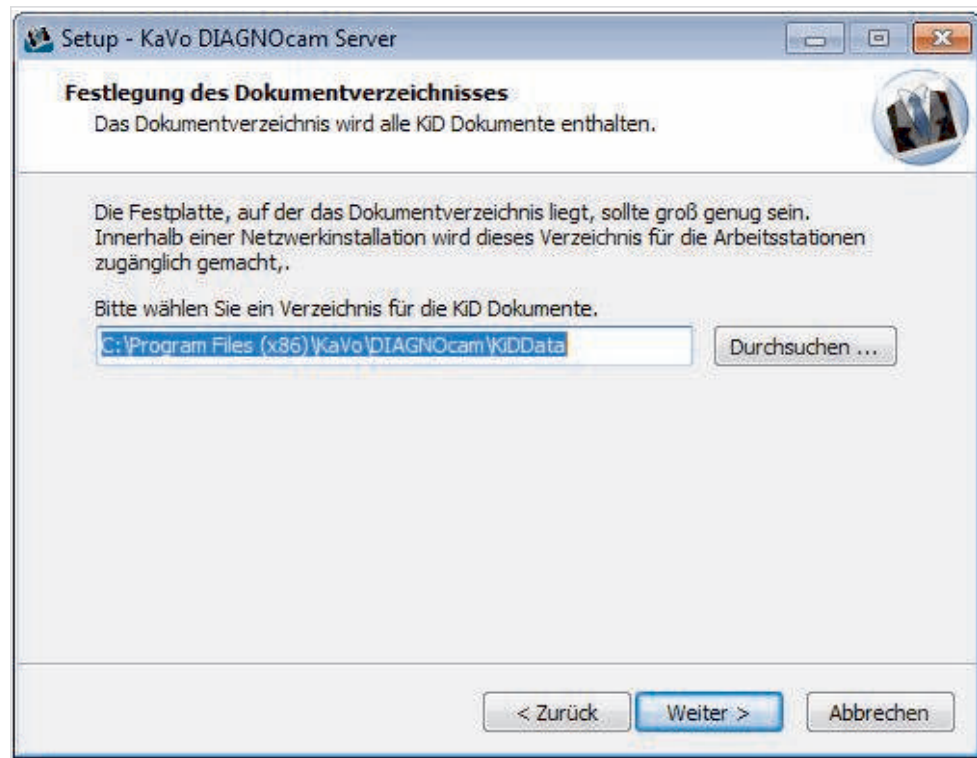 Setup - KaVo DIAGNOcam Server
Festlegung des Dokumentverzeichnisses
Das Dokumentverzeichnis wird alle KiD Dokumente enthalten.
Die Festplatte, auf der das Dokumentverzeichnis liegt, sollte groß genug sein.
Innerhalb einer Netzwerkinstallation wird dieses Verzeichnis für die Arbeitsstationen
zugänglich gemacht,.
Bitte wählen Sie ein Verzeichnis für die KiD Dokumente.
C:\Program Files (x86)\KaVo\DIAGNOcam\KiDData
Durchsuchen ...
< Zurück
Weiter >
Abbrechen